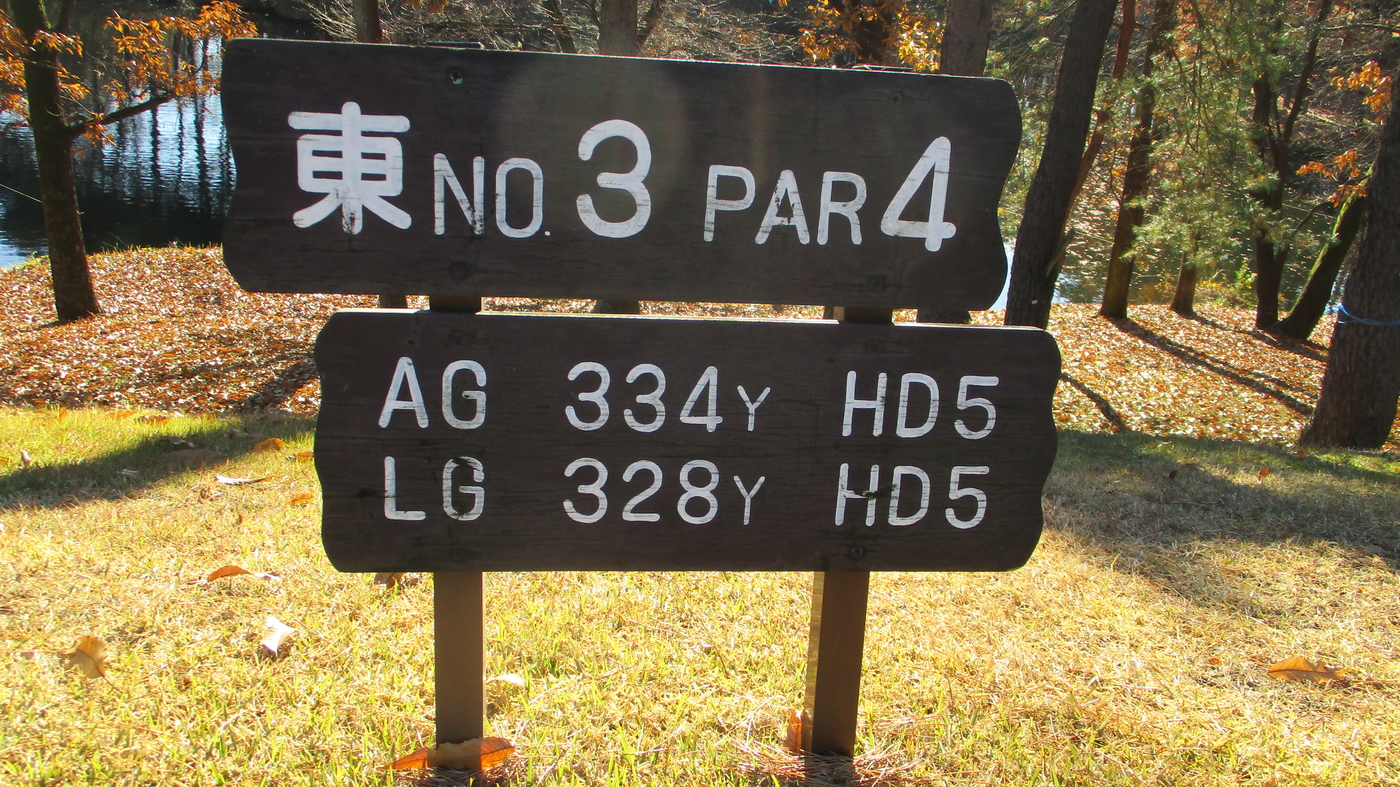 東 NO. 3 PAR 4
AG 334Y HD5
LG 328Y HD5